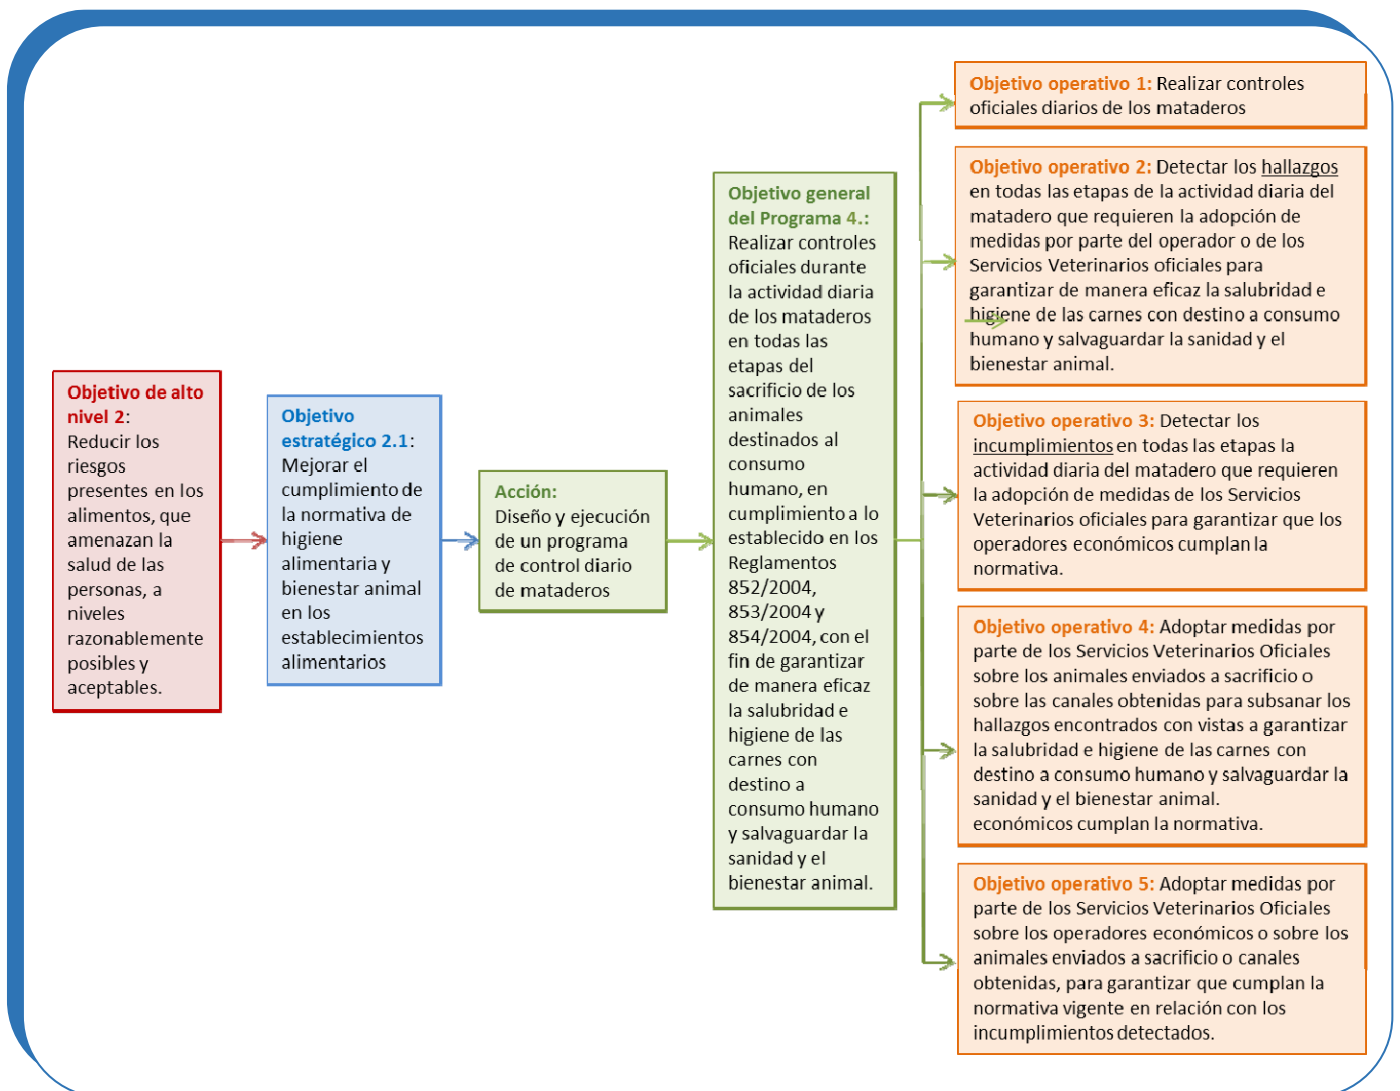 Objetivo de alto
nivel 2:
Reducir los
riesgos
presentes en los
alimentos, que
amenazan la
salud de las
personas, a
niveles
razonablemente
posibles y
aceptables.
Objetivo
estratégico 2.1:
Mejorar el
cumplimiento de
la normativa de
higiene
alimentaria y
bienestar animal
en los
establecimientos
alimentarios
Acción:
Diseño y ejecución
de un programa
de control diario
de mataderos
Objetivo general
del Programa 4.:
Realizar controles
oficiales durante
la actividad diaria
de los mataderos
en todas las
etapas del
sacrificio de los
animales
destinados al
consumo
humano, en
cumplimiento a lo
establecido en los
Reglamentos
852/2004,
853/2004 y
854/2004, con el
fin de garantizar
de manera eficaz
la salubridad e
higiene de las
carnes con
destino a
consumo humano
y salvaguardar la
sanidad y el
bienestar animal.
Objetivo operativo 1: Realizar controles
oficiales diarios de los mataderos
Objetivo operativo 2: Detectar los hallazgos
en todas las etapas de la actividad diaria del
matadero que requieren la adopción de
medidas por parte del operador o de los
Servicios Veterinarios oficiales para
garantizar de manera eficaz la salubridad e
higiene de las carnes con destino a consumo
humano y salvaguardar la sanidad y el
bienestar animal.
Objetivo operativo 3: Detectar los
incumplimientos en todas las etapas la
actividad diaria del matadero que requieren
la adopción de medidas de los Servicios
Veterinarios oficiales para garantizar que los
operadores económicos cumplan la
normativa.
Objetivo operativo 4: Adoptar medidas por
parte de los Servicios Veterinarios Oficiales
sobre los animales enviados a sacrificio o
sobre las canales obtenidas para subsanar los
hallazgos encontrados con vistas a garantizar
la salubridad e higiene de las carnes con
destino a consumo humano y salvaguardar la
sanidad y el bienestar animal.
económicos cumplan la normativa.
Objetivo operativo 5: Adoptar medidas por
parte de los Servicios Veterinarios Oficiales
sobre los operadores económicos o sobre los
animales enviados a sacrificio o canales
obtenidas, para garantizar que cumplan la
normativa vigente en relación con los
incumplimientos detectados.